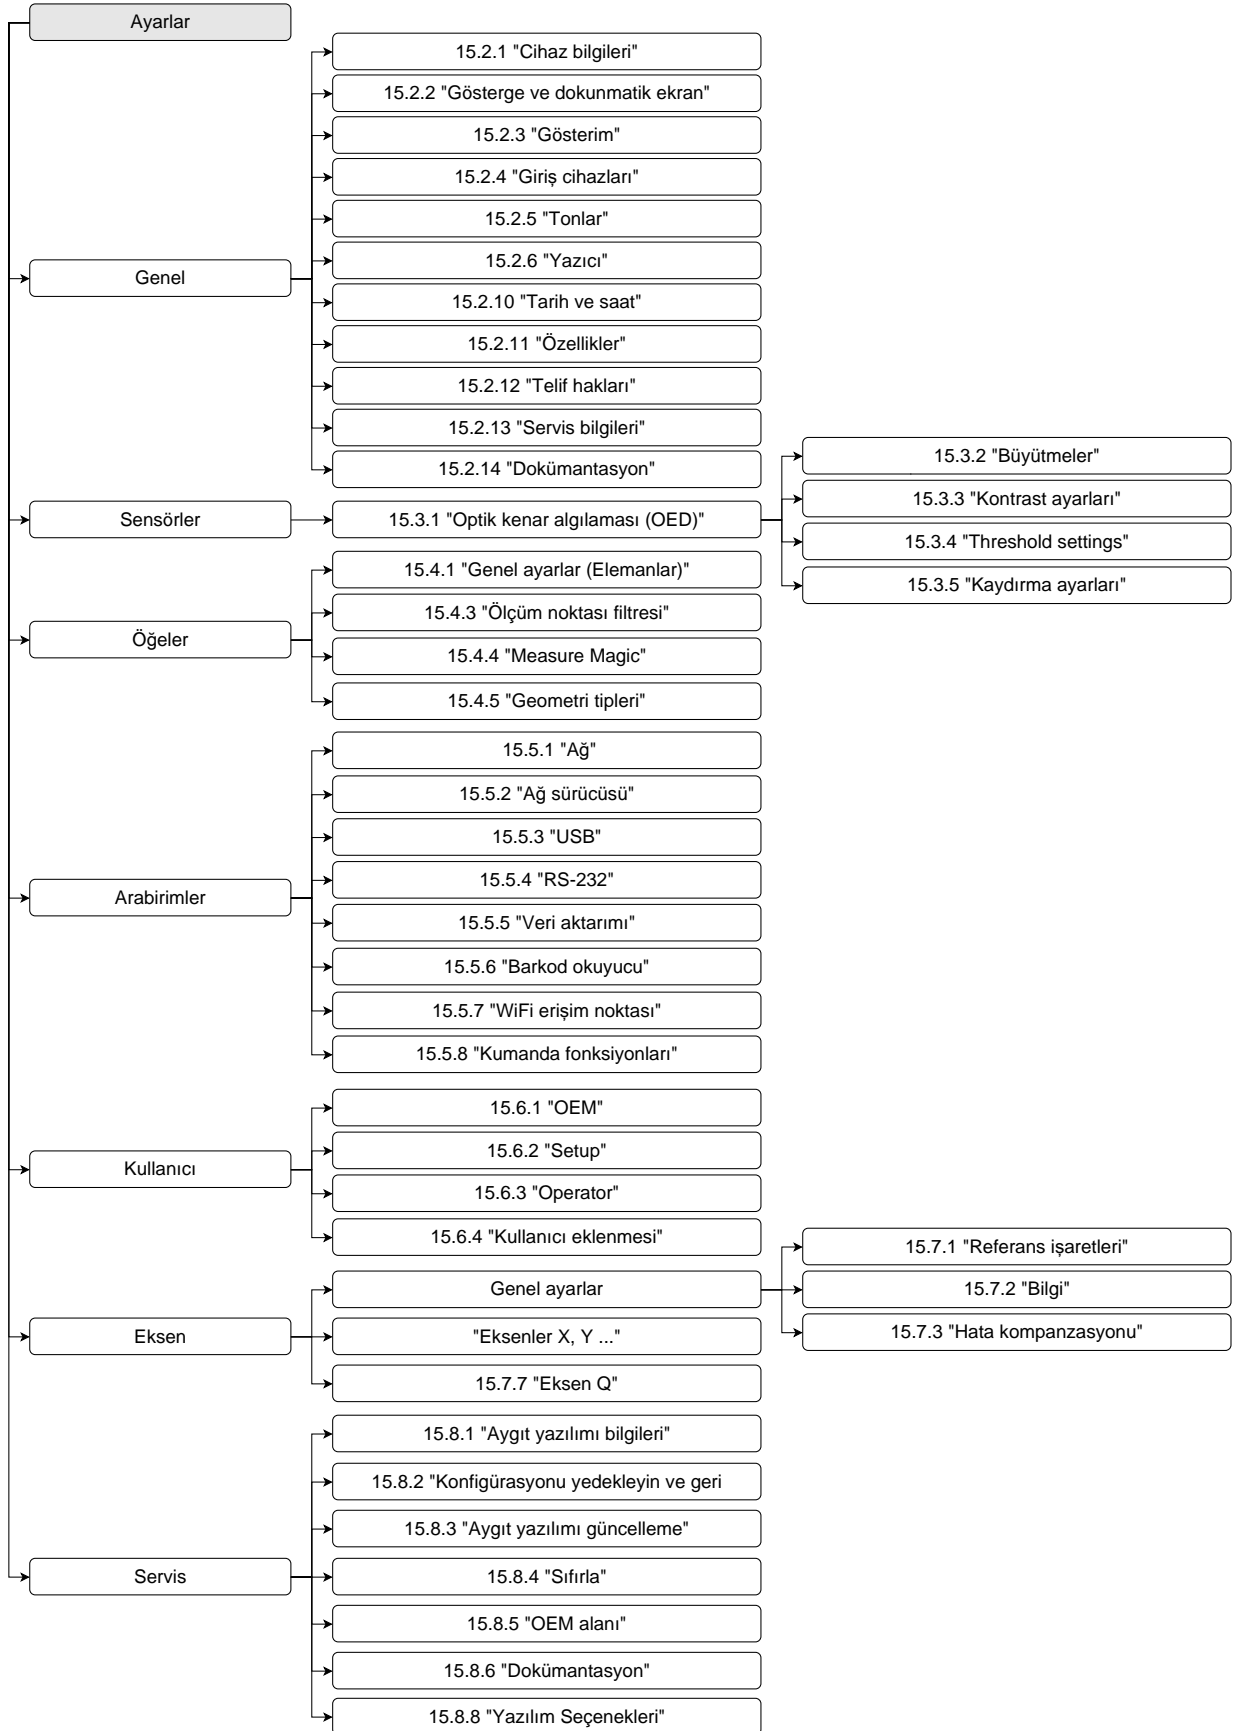 Ayarlar
Genel
15.2.1 "Cihaz bilgileri"
15.2.2 "Gösterge ve dokunmatik ekran"
15.2.3 "Gösterim"
15.2.4 "Giriş cihazları"
15.2.5 "Tonlar"
15.2.6 "Yazıcı"
15.2.10 "Tarih ve saat"
15.2.11 "Özellikler"
15.2.12 "Telif hakları"
15.2.13 "Servis bilgileri"
15.2.14 "Dokümantasyon"
Sensörler
15.3.1 "Optik kenar algılaması (OED)"
15.3.2 "Büyütmeler"
15.3.3 "Kontrast ayarları"
15.3.4 "Threshold settings"
15.3.5 "Kaydırma ayarları"
Öğeler
15.4.1 "Genel ayarlar (Elemanlar)"
15.4.3 "Ölçüm noktası filtresi"
15.4.4 "Measure Magic"
15.4.5 "Geometri tipleri"
Arabirimler
15.5.1 "Ağ"
15.5.2 "Ağ sürücüsü"
15.5.3 "USB"
15.5.4 "RS-232"
15.5.5 "Veri aktarımı"
15.5.6 "Barkod okuyucu"
15.5.7 "WiFi erişim noktası"
15.5.8 "Kumanda fonksiyonları"
Kullanıcı
15.6.1 "OEM"
15.6.2 "Setup"
15.6.3 "Operator"
15.6.4 "Kullanıcı eklenmesi"
Eksen
Genel ayarlar
15.7.1 "Referans işaretleri"
15.7.2 "Bilgi"
15.7.3 "Hata kompanzasyonu"
"Eksenler X, Y ..."
15.7.7 "Eksen Q"
Servis
15.8.1 "Aygıt yazılımı bilgileri"
15.8.2 "Konfigürasyonu yedekleyin ve geri
15.8.3 "Aygıt yazılımı güncelleme"
15.8.4 "Sıfırla"
15.8.5 "OEM alanı"
15.8.6 "Dokümantasyon"
15.8.8 "Yazılım Seçenekleri"